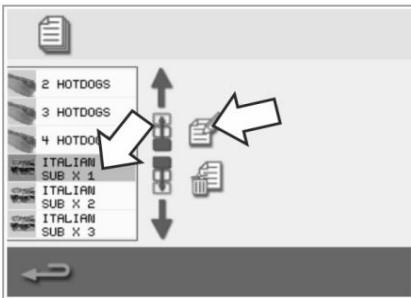 2 HOTDOGS
3 HOTDOGS
4 HOTDO
ITALIAN
SUB X 1
ITALIAN
SUB X 2
ITALIAN
SUB X 3